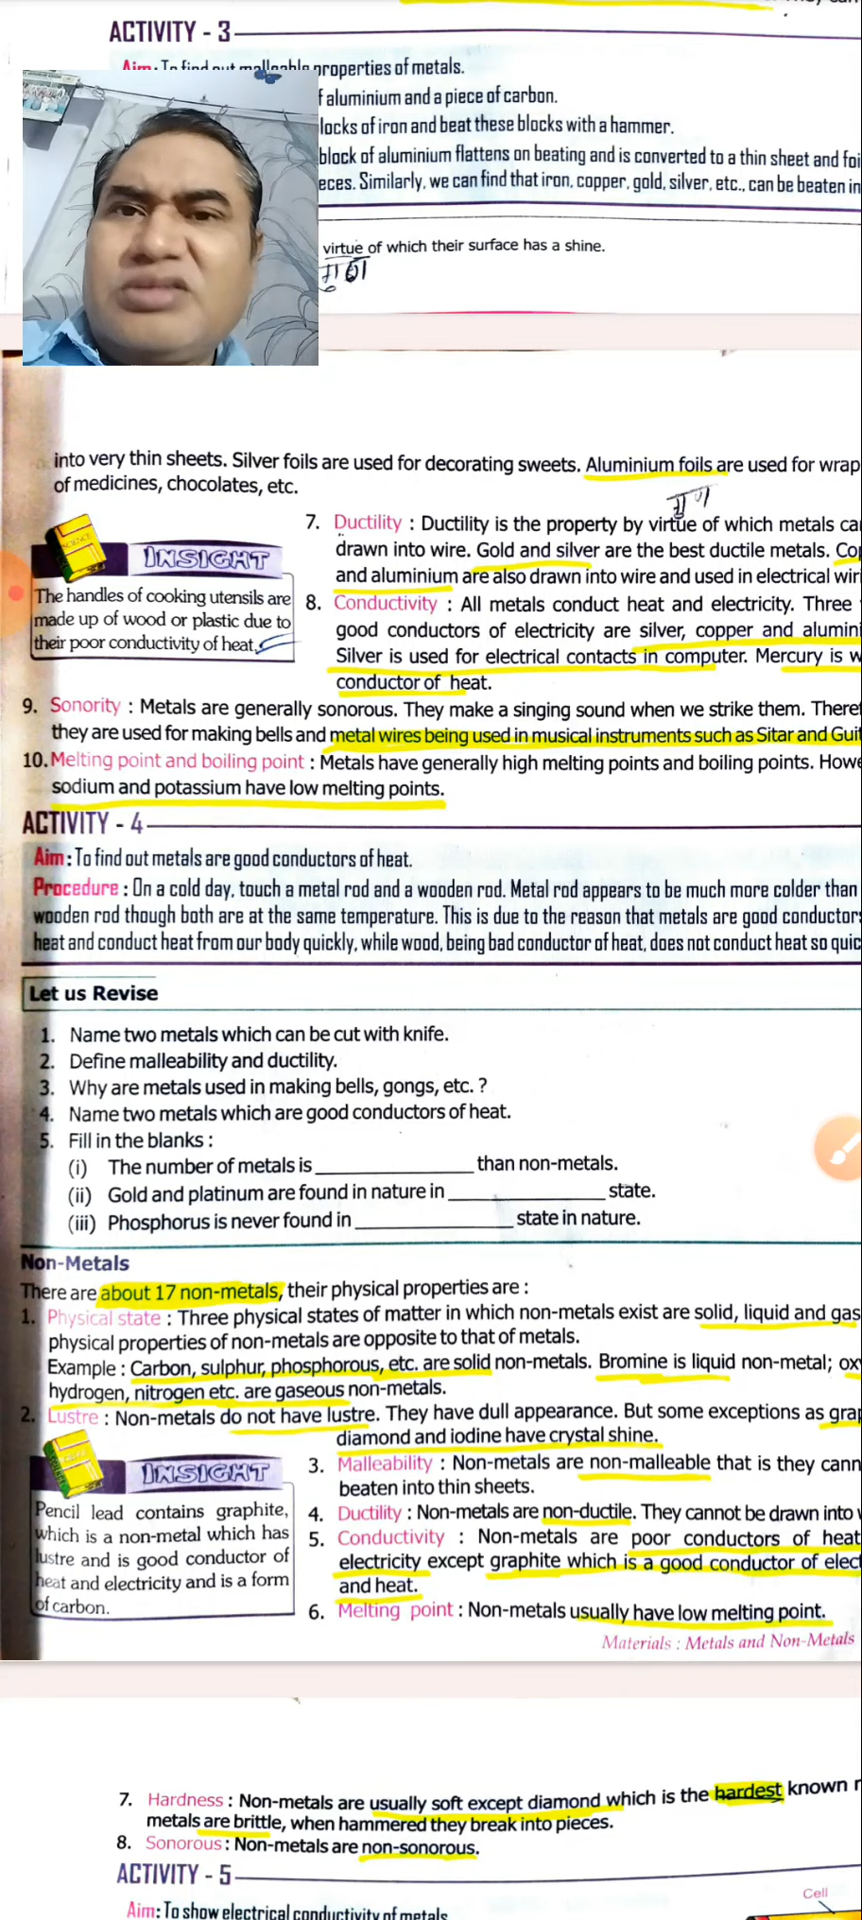 ACTIVITY - 3
Aim : To find out malleable properties of metals.
f aluminium and a piece of carbon.
locks of iron and beat these blocks with a hammer.
block of aluminium flattens on beating and is converted to a thin sheet and foi
eces. Similarly, we can find that iron, copper, gold, silver, etc., can be beaten in
virtue of which their surface has a shine.
गुण
into very thin sheets. Silver foils are used for decorating sweets. Aluminium foils are used for wrap
of medicines, chocolates, etc.
गुण
7. Ductility : Ductility is the property by virtue of which metals ca
drawn into wire. Gold and silver are the best ductile metals. Co
and aluminium are also drawn into wire and used in electrical wiri
SCIENCE
INSIGHT
The handles of cooking utensils are
made up of wood or plastic due to
their poor conductivity of heat.
8. Conductivity : All metals conduct heat and electricity. Three
good conductors of electricity are silver, copper and alumini
Silver is used for electrical contacts in computer. Mercury is w
conductor of heat.
9. Sonority : Metals are generally sonorous. They make a singing sound when we strike them. Theref
they are used for making bells and metal wires being used in musical instruments such as Sitar and Guit
10. Melting point and boiling point : Metals have generally high melting points and boiling points. Howe
sodium and potassium have low melting points.
ACTIVITY - 4
Aim : To find out metals are good conductors of heat.
Procedure : On a cold day, touch a metal rod and a wooden rod. Metal rod appears to be much more colder than
wooden rod though both are at the same temperature. This is due to the reason that metals are good conductors
heat and conduct heat from our body quickly, while wood, being bad conductor of heat, does not conduct heat so quic
Let us Revise
1. Name two metals which can be cut with knife.
2. Define malleability and ductility.
3. Why are metals used in making bells, gongs, etc. ?
4. Name two metals which are good conductors of heat.
5. Fill in the blanks :
(i) The number of metals is ______________ than non-metals.
(ii) Gold and platinum are found in nature in ______________ state.
(iii) Phosphorus is never found in ______________ state in nature.
Non-Metals
There are about 17 non-metals, their physical properties are :
1. Physical state : Three physical states of matter in which non-metals exist are solid, liquid and gas
physical properties of non-metals are opposite to that of metals.
Example : Carbon, sulphur, phosphorous, etc. are solid non-metals. Bromine is liquid non-metal; ox
hydrogen, nitrogen etc. are gaseous non-metals.
2. Lustre : Non-metals do not have lustre. They have dull appearance. But some exceptions as gra
diamond and iodine have crystal shine.
INSIGHT
Pencil lead contains graphite,
which is a non-metal which has
lustre and is good conductor of
heat and electricity and is a form
of carbon.
3. Malleability : Non-metals are non-malleable that is they cann
beaten into thin sheets.
4. Ductility : Non-metals are non-ductile. They cannot be drawn into
5. Conductivity : Non-metals are poor conductors of heat
electricity except graphite which is a good conductor of elect
and heat.
6. Melting point : Non-metals usually have low melting point.
Materials : Metals and Non-Metals
7. Hardness : Non-metals are usually soft except diamond which is the hardest known
metals are brittle, when hammered they break into pieces.
8. Sonorous : Non-metals are non-sonorous.
ACTIVITY - 5
Aim : To show electrical conductivity of metals
Cell